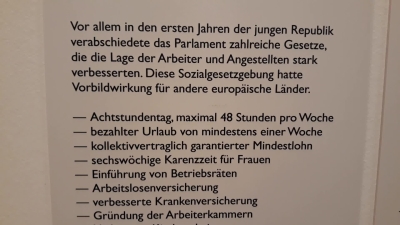 Vor allem in den ersten Jahren der jungen Republik
verabschiedete das Parlament zahlreiche Gesetze,
die die Lage der Arbeiter und Angestellten stark
verbesserten. Diese Sozialgesetzgebung hatte
Vorbildwirkung für andere europäische Länder.
— Achtstundentag, maximal 48 Stunden pro Woche
— bezahlter Urlaub von mindestens einer Woche
— kollektivvertraglich garantierter Mindestlohn
— sechswöchige Karenzzeit für Frauen
— Einführung von Betriebsräten
— Arbeitslosenversicherung
— verbesserte Krankenversicherung
— Gründung der Arbeiterkammern